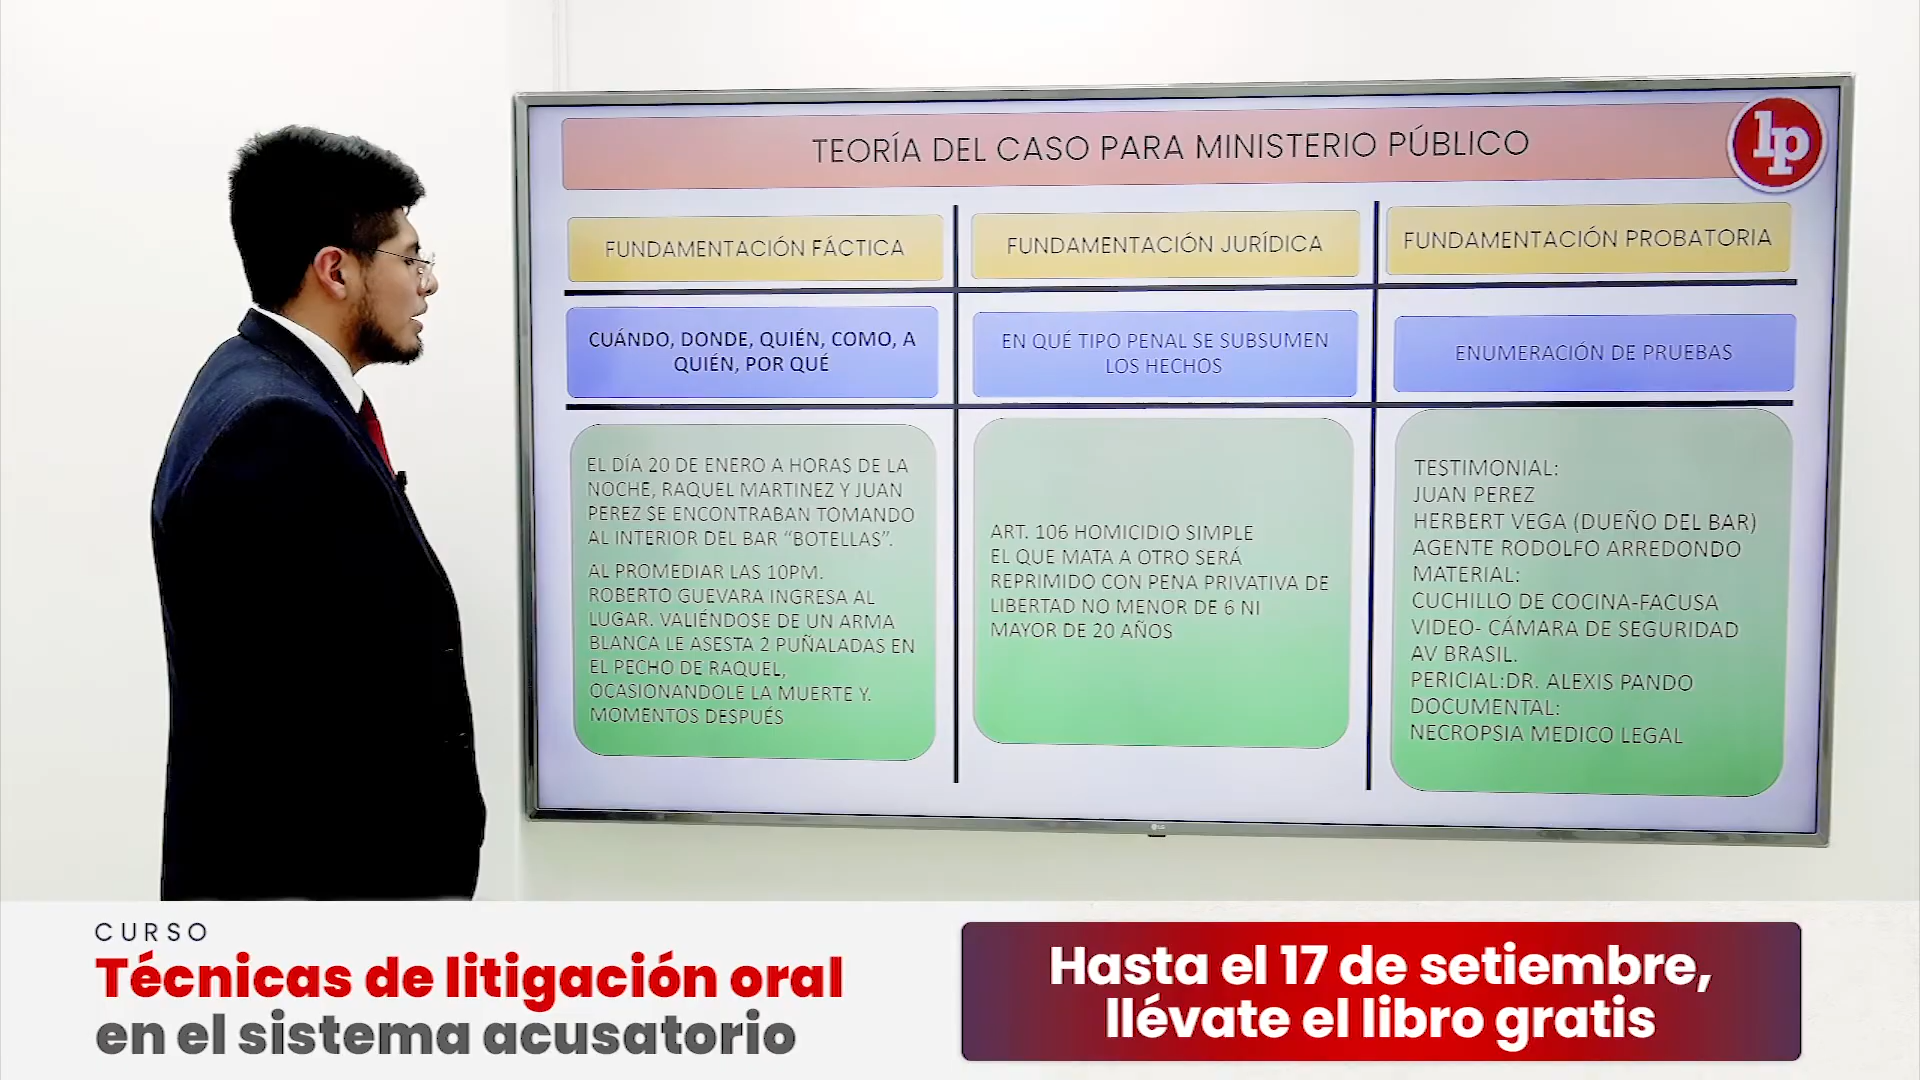 TEORÍA DEL CASO PARA MINISTERIO PÚBLICO
lp
FUNDAMENTACIÓN FÁCTICA
FUNDAMENTACIÓN JURÍDICA
FUNDAMENTACIÓN PROBATORIA
CUÁNDO, DONDE, QUIÉN, COMO, A
QUIÉN, POR QUÉ
EN QUÉ TIPO PENAL SE SUBSUMEN
LOS HECHOS
ENUMERACIÓN DE PRUEBAS
EL DÍA 20 DE ENERO A HORAS DE LA
NOCHE, RAQUEL MARTINEZ Y JUAN
PEREZ SE ENCONTRABAN TOMANDO
AL INTERIOR DEL BAR “BOTELLAS”.
AL PROMEDIAR LAS 10PM.
ROBERTO GUEVARA INGRESA AL
LUGAR. VALIÉNDOSE DE UN ARMA
BLANCA LE ASESTA 2 PUÑALADAS EN
EL PECHO DE RAQUEL,
OCASIONANDOLE LA MUERTE Y.
MOMENTOS DESPUÉS
ART. 106 HOMICIDIO SIMPLE
EL QUE MATA A OTRO SERÁ
REPRIMIDO CON PENA PRIVATIVA DE
LIBERTAD NO MENOR DE 6 NI
MAYOR DE 20 AÑOS
TESTIMONIAL:
JUAN PEREZ
HERBERT VEGA (DUEÑO DEL BAR)
AGENTE RODOLFO ARREDONDO
MATERIAL:
CUCHILLO DE COCINA-FACUSA
VIDEO- CÁMARA DE SEGURIDAD
AV BRASIL.
PERICIAL:DR. ALEXIS PANDO
DOCUMENTAL:
NECROPSIA MEDICO LEGAL
LG
CURSO
Técnicas de litigación oral
en el sistema acusatorio
Hasta el 17 de setiembre,
llévate el libro gratis